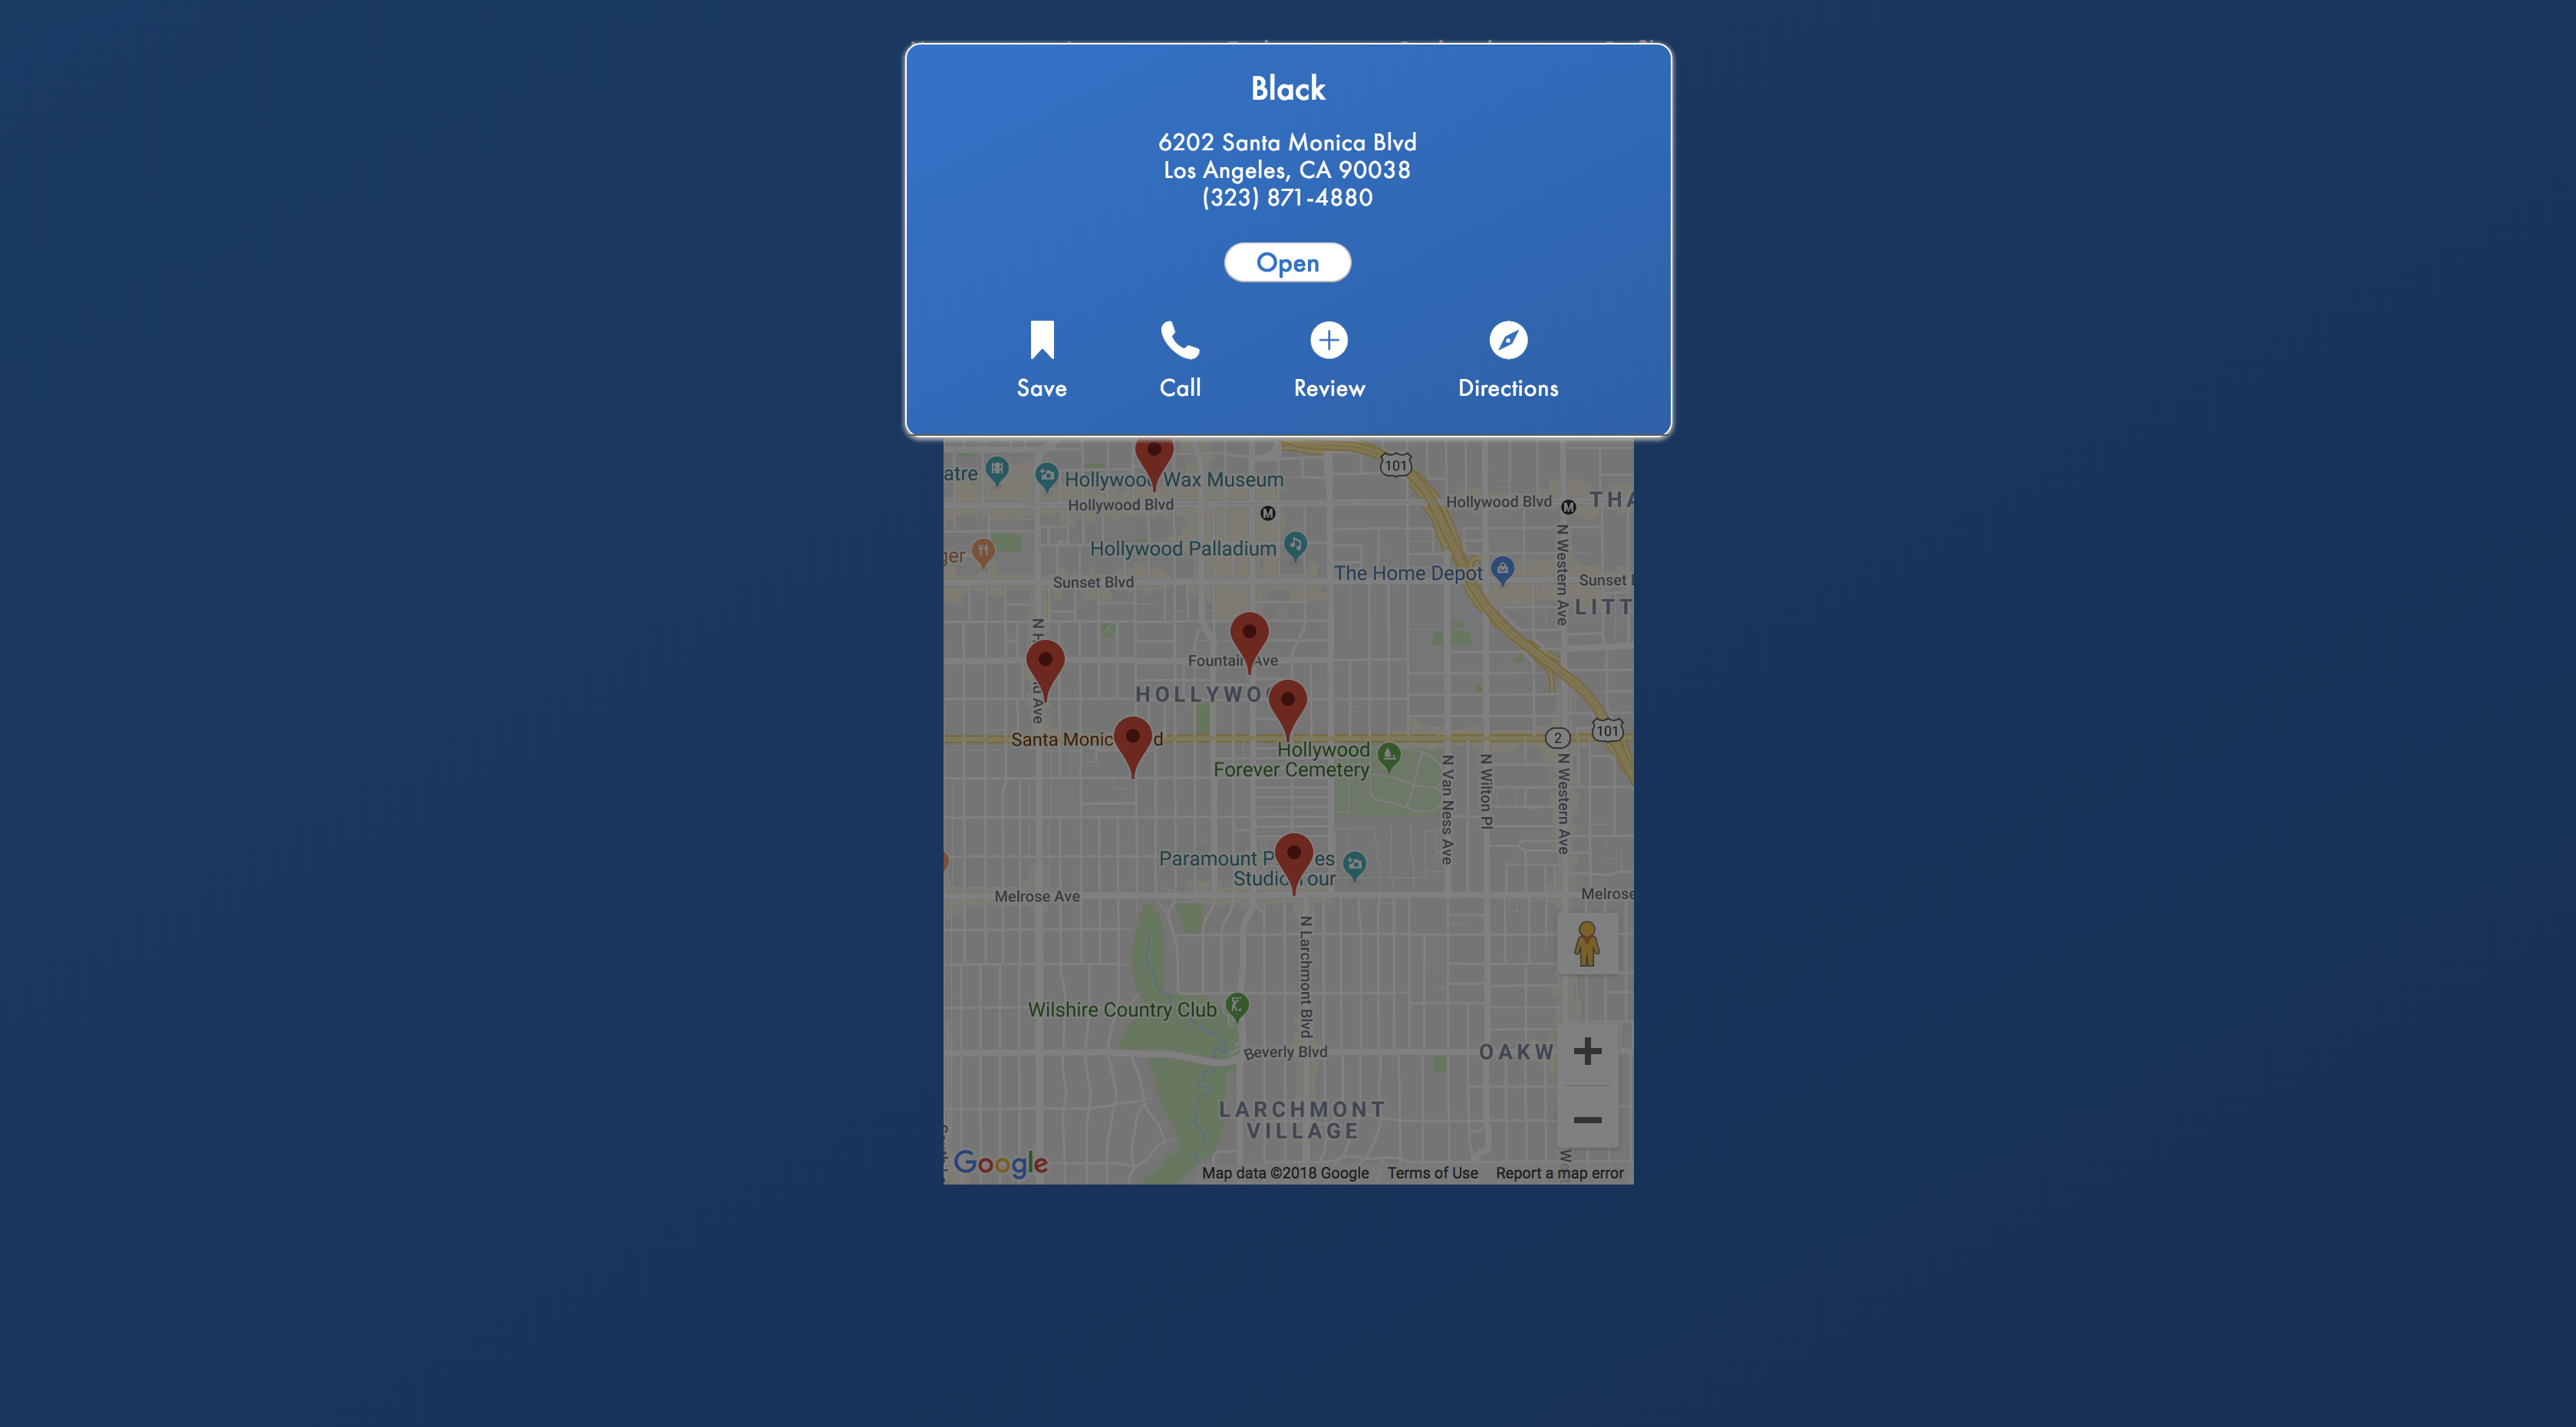 Black
6202 Santa Monica Blvd
Los Angeles, CA 90038
(323) 871-4880
Open
Save
Call
Review
Directions
101
atre
Hollywood Wax Museum
Hollywood Blvd
Hollywood Blvd
M
M
THA
N Western Ave
Hollywood Palladium
ger
The Home Depot
Sunset Blvd
Sunset
LITT
Fountain Ave
HOLLYWO
Santa Monic
d
2
101
Hollywood
Forever Cemetery
N Van Ness Ave
N Wilton Pl
N Western Ave
Paramount P
es
Studio
our
Melrose Ave
Melrose
N Larchmont Blvd
Wilshire Country Club
Beverly Blvd
OAKW
LARCHMONT
VILLAGE
Google
Map data ©2018 Google
Terms of Use
Report a map error